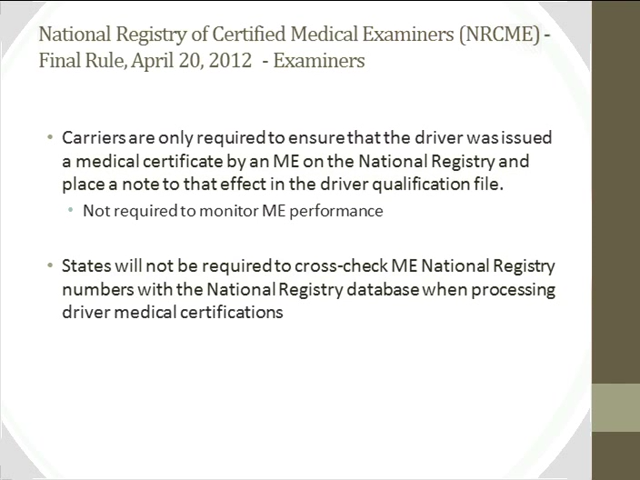 National Registry of Certified Medical Examiners (NRCME) -
Final Rule, April 20, 2012 - Examiners
• Carriers are only required to ensure that the driver was issued
a medical certificate by an ME on the National Registry and
place a note to that effect in the driver qualification file.
• Not required to monitor ME performance
• States will not be required to cross-check ME National Registry
numbers with the National Registry database when processing
driver medical certifications